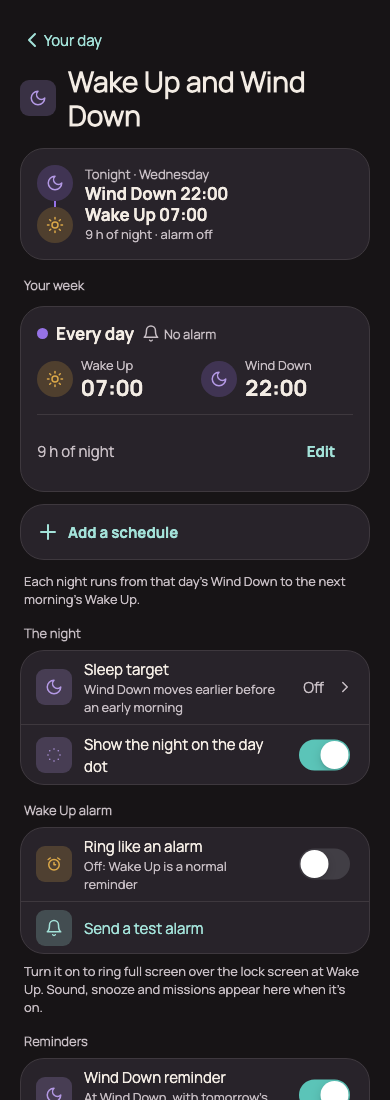 Your day
Wake Up and Wind
Down
Tonight · Wednesday
Wind Down 22:00
Wake Up 07:00
9 h of night · alarm off
Your week
Every day
No alarm
Wake Up
07:00
Wind Down
22:00
9 h of night
Edit
Add a schedule
Each night runs from that day's Wind Down to the next
morning's Wake Up.
The night
Sleep target
Wind Down moves earlier before
an early morning
Off
Show the night on the day
dot
Wake Up alarm
Ring like an alarm
Off: Wake Up is a normal
reminder
Send a test alarm
Turn it on to ring full screen over the lock screen at Wake
Up. Sound, snooze and missions appear here when it's
on.
Reminders
Wind Down reminder
At Wind Down, with tomorrow's